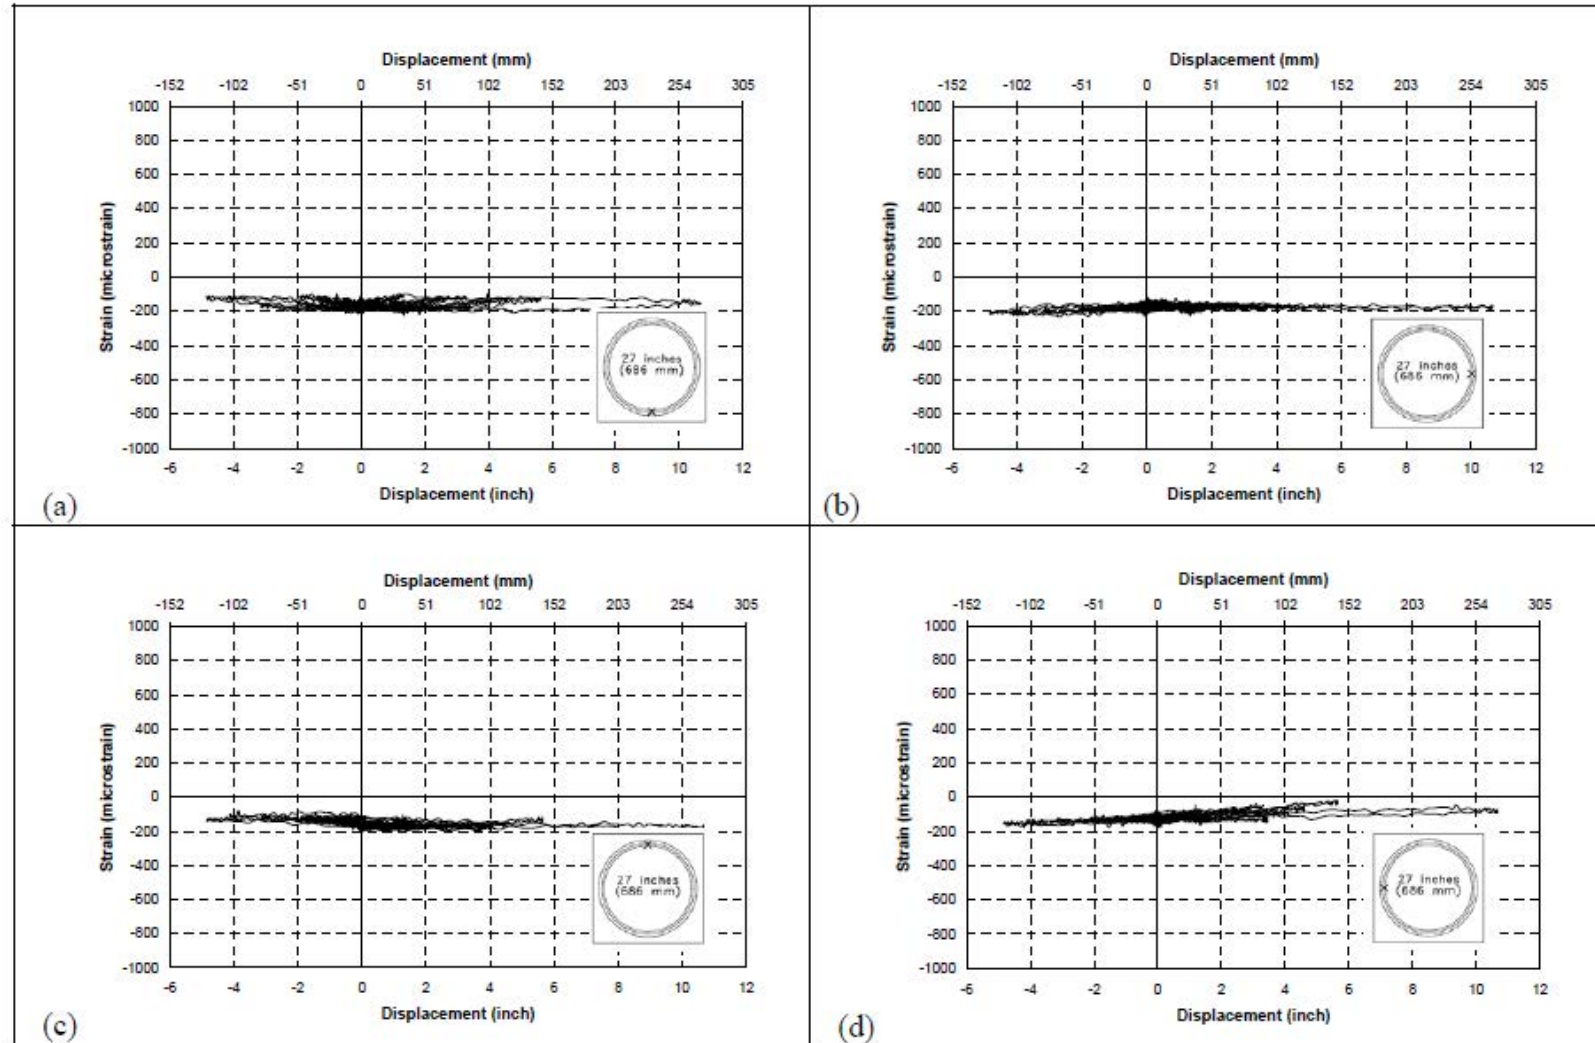 Displacement (mm)
-152 -102 -51 0 51 102 152 203 254 305
1000
800
600
400
200
0
-200
-400
-600
-800
-1000
Strain (microstrain)
27 inches
(686 mm)
X
-6 -4 -2 0 2 4 6 8 10 12
Displacement (inch)
(a)
Displacement (mm)
-152 -102 -51 0 51 102 152 203 254 305
1000
800
600
400
200
0
-200
-400
-600
-800
-1000
Strain (microstrain)
27 inches
(686 mm)
X
-6 -4 -2 0 2 4 6 8 10 12
Displacement (inch)
(b)
Displacement (mm)
-152 -102 -51 0 51 102 152 203 254 305
1000
800
600
400
200
0
-200
-400
-600
-800
-1000
Strain (microstrain)
X
27 inches
(686 mm)
-6 -4 -2 0 2 4 6 8 10 12
Displacement (inch)
(c)
Displacement (mm)
-152 -102 -51 0 51 102 152 203 254 305
1000
800
600
400
200
0
-200
-400
-600
-800
-1000
Strain (microstrain)
27 inches
X (686 mm)
-6 -4 -2 0 2 4 6 8 10 12
Displacement (inch)
(d)